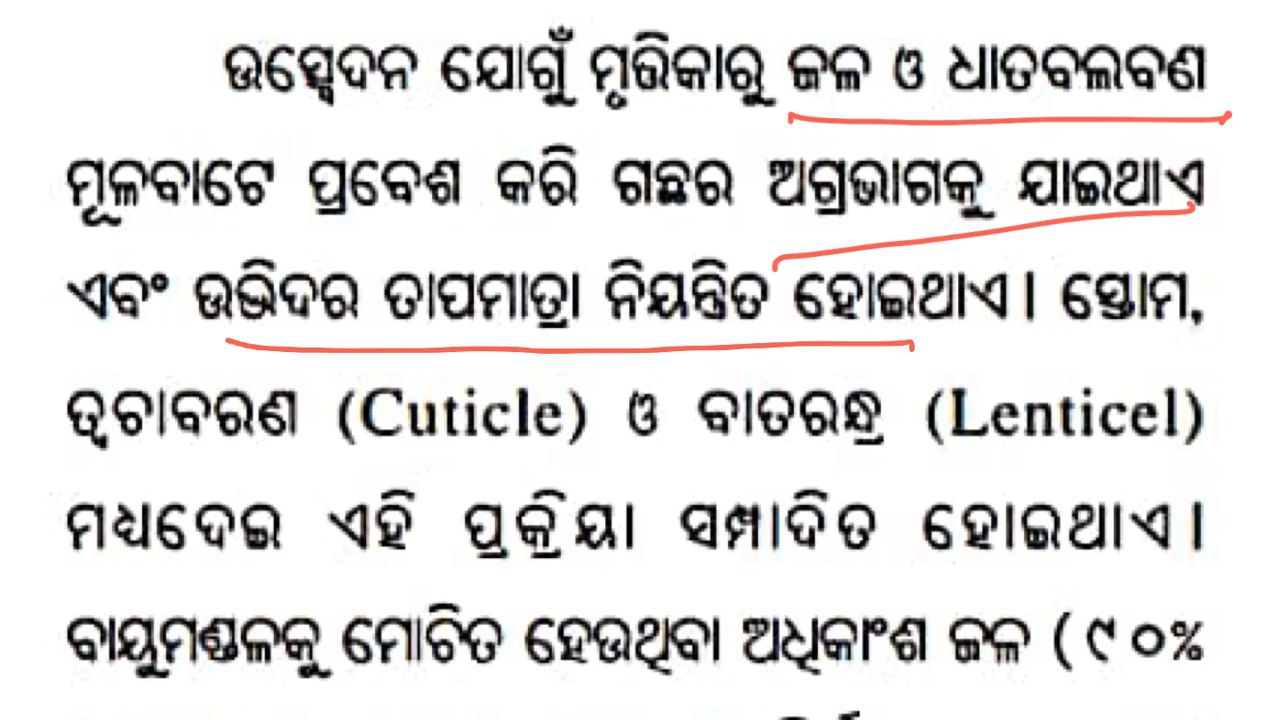 ଉତ୍ସ୍ୱେଦନ ଯୋଗୁଁ ମୃତ୍ତିକାରୁ ଜଳ ଓ ଧାତବଲବଣ
ମୂଳବାଟେ ପ୍ରବେଶ କରି ଗଛର ଅଗ୍ରଭାଗକୁ ଯାଇଥାଏ
ଏବଂ ଉଦ୍ଭିଦର ତାପମାତ୍ରା ନିୟନ୍ତ୍ରିତ ହୋଇଥାଏ। ସ୍ତୋମ,
ତ୍ୱଚାବରଣ (Cuticle) ଓ ବାତରନ୍ଧ୍ର (Lenticel)
ମଧ୍ୟଦେଇ ଏହି ପ୍ରକ୍ରିୟା ସମ୍ପାଦିତ ହୋଇଥାଏ।
ବାୟୁମଣ୍ଡଳକୁ ମୋଚିତ ହେଉଥିବା ଅଧିକାଂଶ ଜଳ (୯୦%